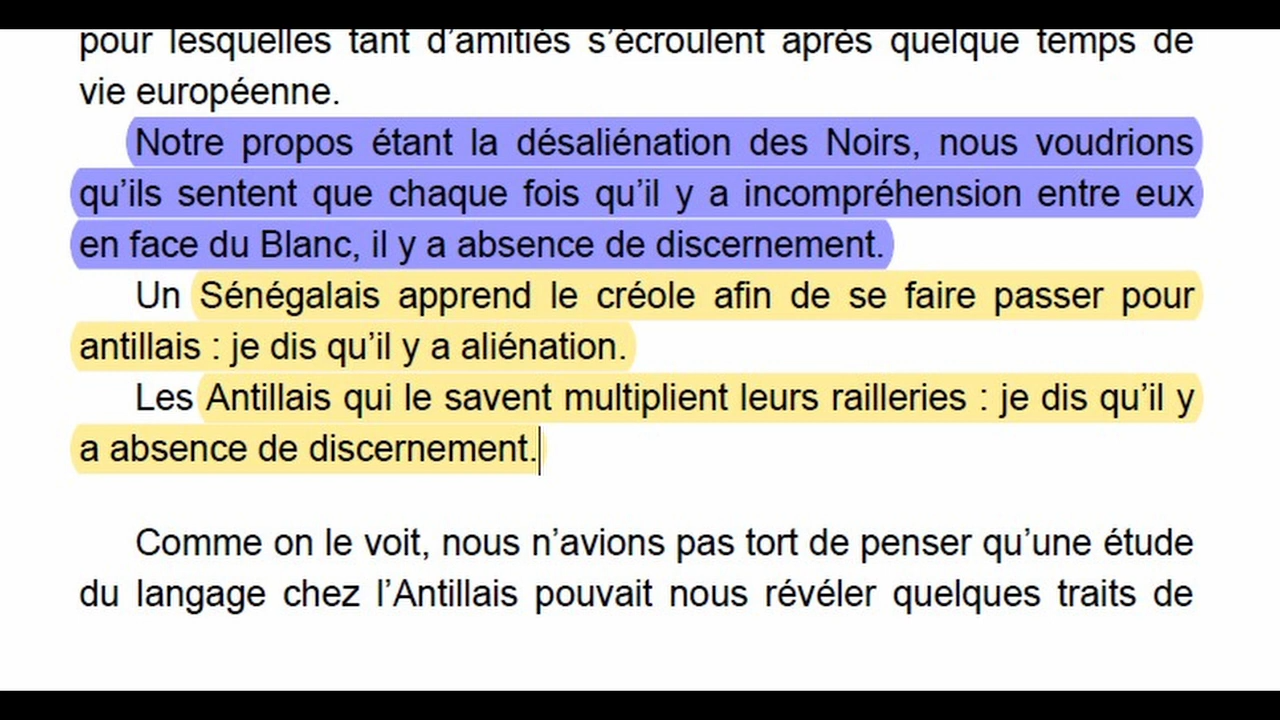 pour lesquelles tant d'amitiés s'écroulent après quelque temps de
vie européenne.
Notre propos étant la désaliénation des Noirs, nous voudrions
qu'ils sentent que chaque fois qu'il y a incompréhension entre eux
en face du Blanc, il y a absence de discernement.
Un Sénégalais apprend le créole afin de se faire passer pour
antillais : je dis qu'il y a aliénation.
Les Antillais qui le savent multiplient leurs railleries : je dis qu'il y
a absence de discernement.
Comme on le voit, nous n'avions pas tort de penser qu'une étude
du langage chez l'Antillais pouvait nous révéler quelques traits de